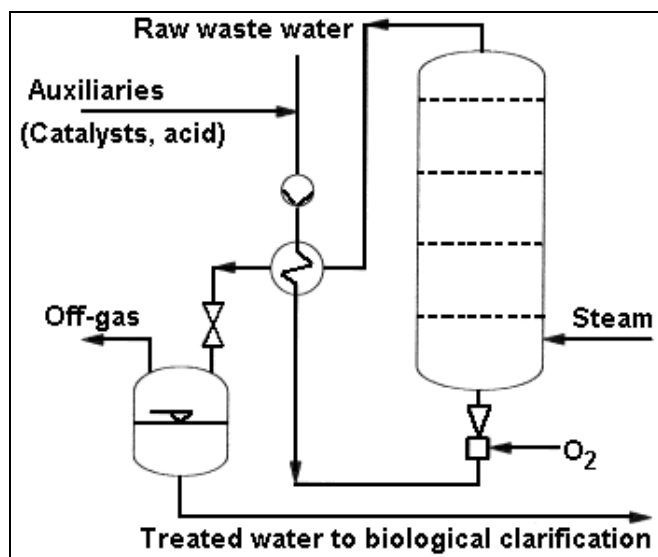 Raw waste water
Auxiliaries
(Catalysts, acid)
Off-gas
Steam
O₂
Treated water to biological clarification